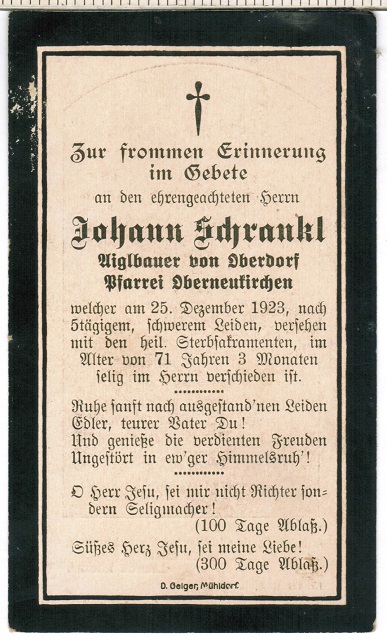 Zur frommen Erinnerung
im Gebete
an den ehrengeachteten Herrn
Johann Schrankl
Aiglbauer von Oberdorf
Pfarrei Oberneukirchen
welcher am 25. Dezember 1923, nach
5tägigem, schwerem Leiden, versehen
mit den heil. Sterbsakramenten, im
Alter von 71 Jahren 3 Monaten
selig im Herrn verschieden ist.
Ruhe sanft nach ausgestand'nen Leiden
Edler, teurer Vater Du!
Und genieße die verdienten Freuden
Ungestört in ew'ger Himmelsruh'!
O Herr Jesu, sei mir nicht Richter son-
dern Seligmacher!
(100 Tage Ablaß.)
Süßes Herz Jesu, sei meine Liebe!
(300 Tage Ablaß.)
D. Geiger, Mühldorf